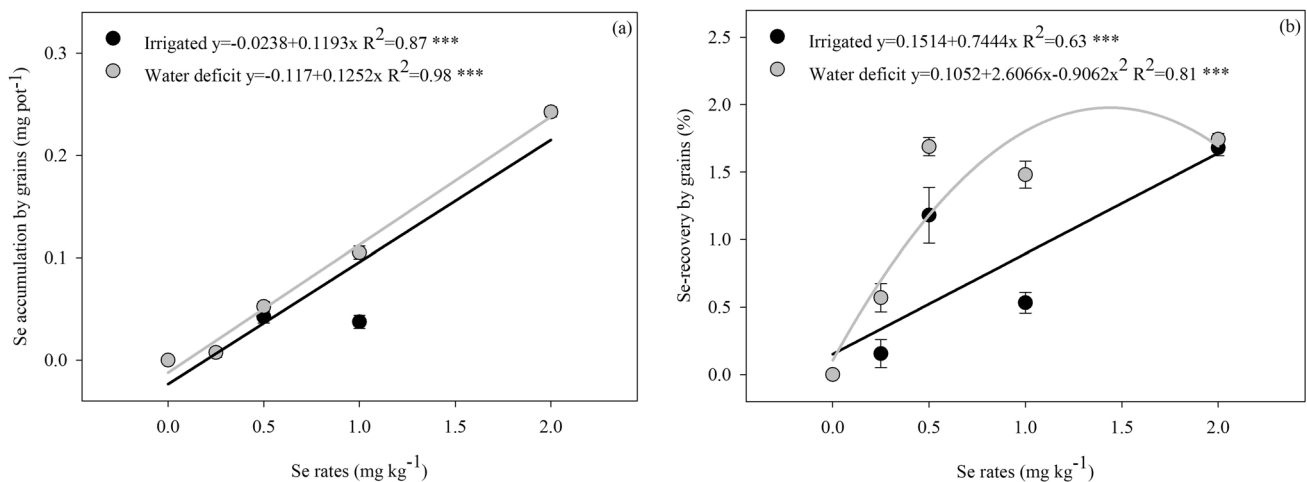 (a)
Irrigated y=-0.0238+0.1193x R²=0.87 ***
Water deficit y=-0.117+0.1252x R²=0.98 ***
Se accumulation by grains (mg pot⁻¹)
0.3
0.2
0.1
0.0
0.0 0.5 1.0 1.5 2.0
Se rates (mg kg⁻¹)
(b)
Irrigated y=0.1514+0.7444x R²=0.63 ***
Water deficit y=0.1052+2.6066x-0.9062x² R²=0.81 ***
Se-recovery by grains (%)
2.5
2.0
1.5
1.0
0.5
0.0
0.0 0.5 1.0 1.5 2.0
Se rates (mg kg⁻¹)